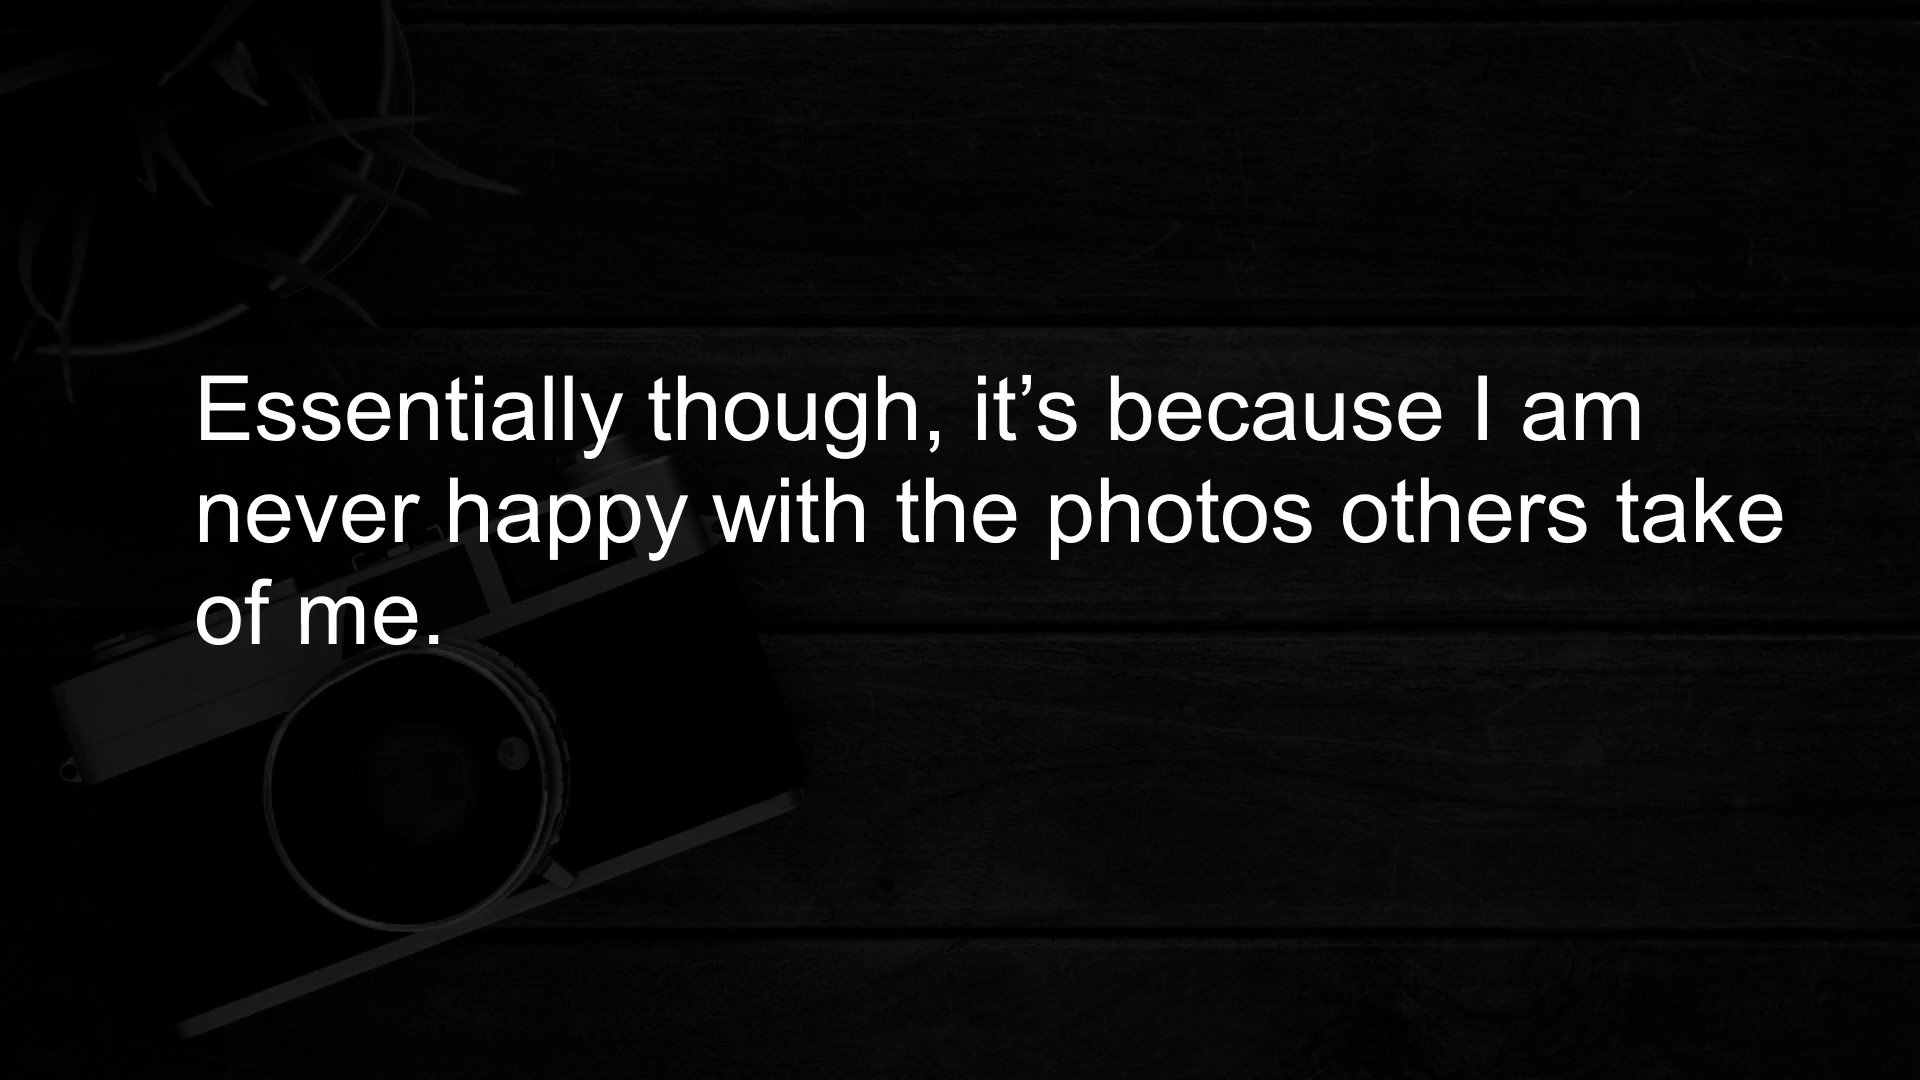 Essentially though, it’s because I am
never happy with the photos others take
of me.